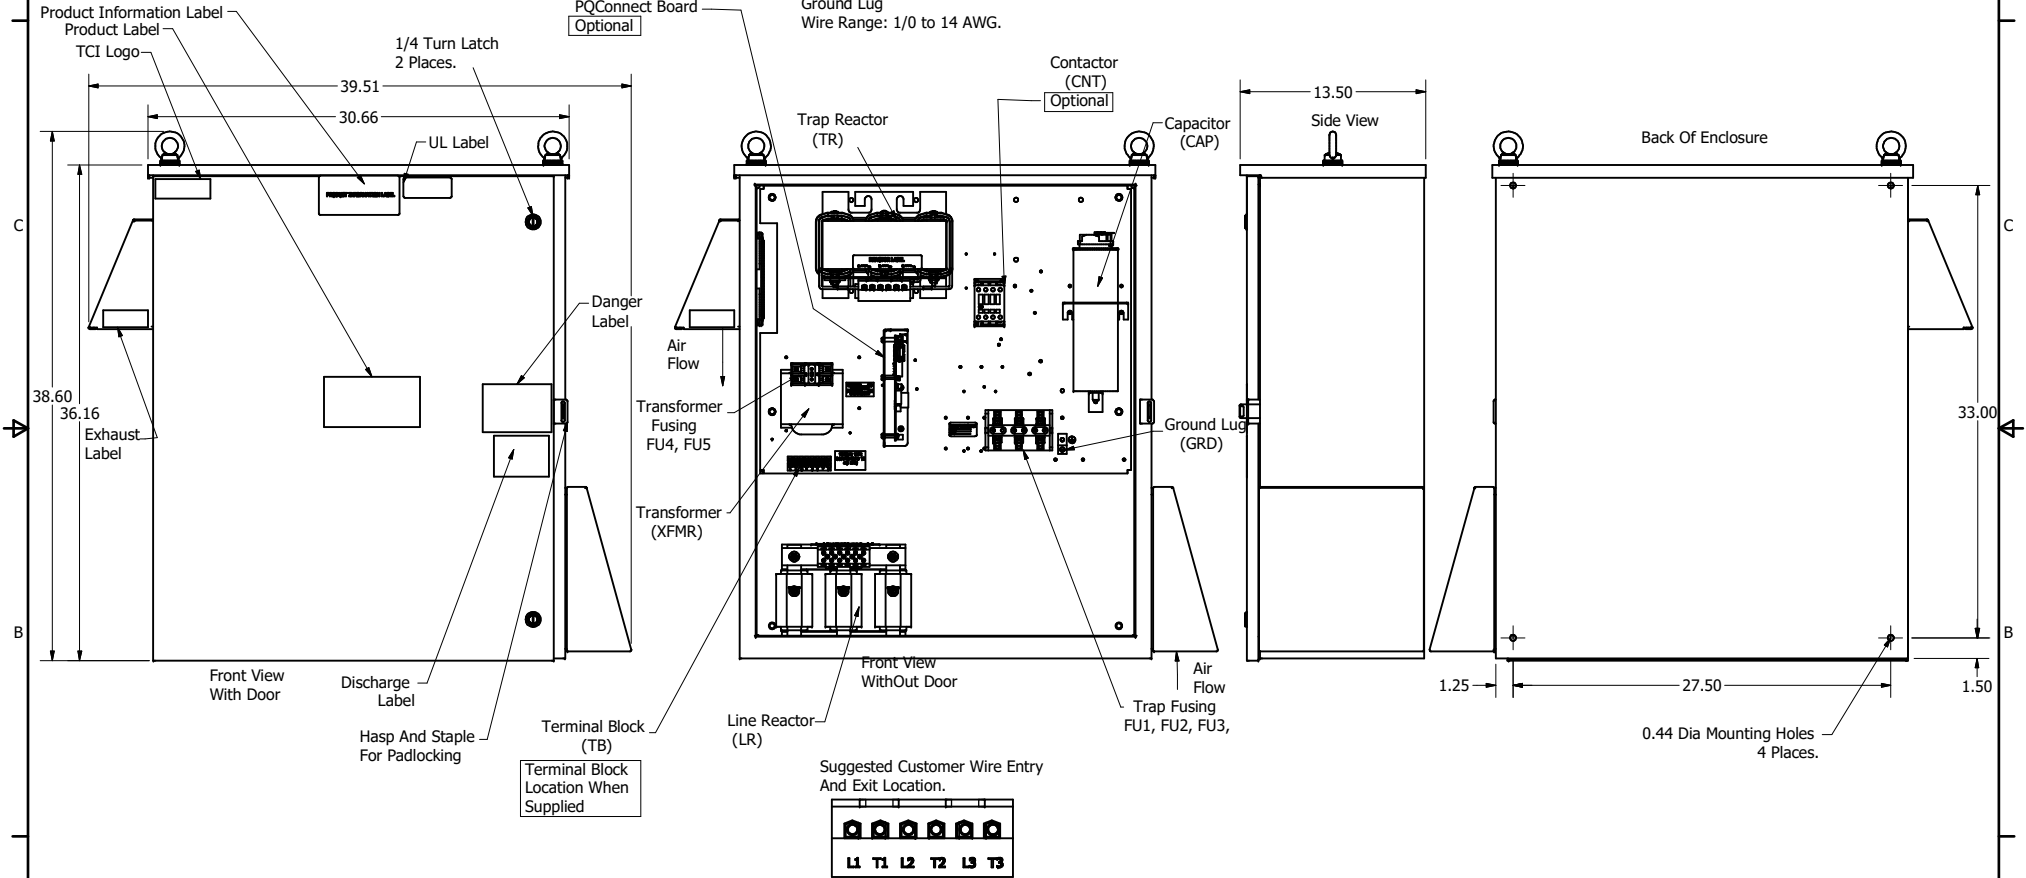 Product Information Label
Product Label
TCI Logo
1/4 Turn Latch
2 Places.
39.51
30.66
UL Label
38.60
36.16
Exhaust
Label
Danger
Label
Front View
With Door
Discharge
Label
Hasp And Staple
For Padlocking
PQConnect Board
Optional
Ground Lug
Wire Range: 1/0 to 14 AWG.
Contactor
(CNT)
Optional
Trap Reactor
(TR)
Capacitor
(CAP)
Air
Flow
Transformer
Fusing
FU4, FU5
Transformer
(XFMR)
Ground Lug
(GRD)
Terminal Block
(TB)
Terminal Block
Location When
Supplied
Line Reactor
(LR)
Front View
WithOut Door
Air
Flow
Trap Fusing
FU1, FU2, FU3,
Suggested Customer Wire Entry
And Exit Location.
L1 T1 L2 T2 L3 T3
13.50
Side View
Back Of Enclosure
33.00
1.25
27.50
1.50
0.44 Dia Mounting Holes
4 Places.
C
C
B
B
PRODUCT INFORMATION LABEL